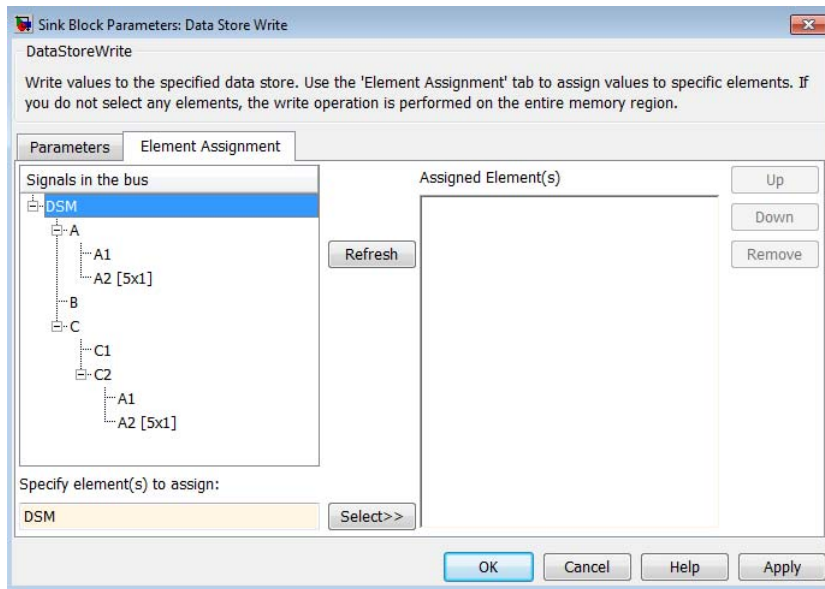 Sink Block Parameters: Data Store Write
DataStoreWrite
Write values to the specified data store. Use the 'Element Assignment' tab to assign values to specific elements. If
you do not select any elements, the write operation is performed on the entire memory region.
Parameters
Element Assignment
Signals in the bus
DSM
A
A1
A2 [5x1]
B
C
C1
C2
A1
A2 [5x1]
Refresh
Assigned Element(s)
Up
Down
Remove
Specify element(s) to assign:
DSM
Select>>
OK
Cancel
Help
Apply